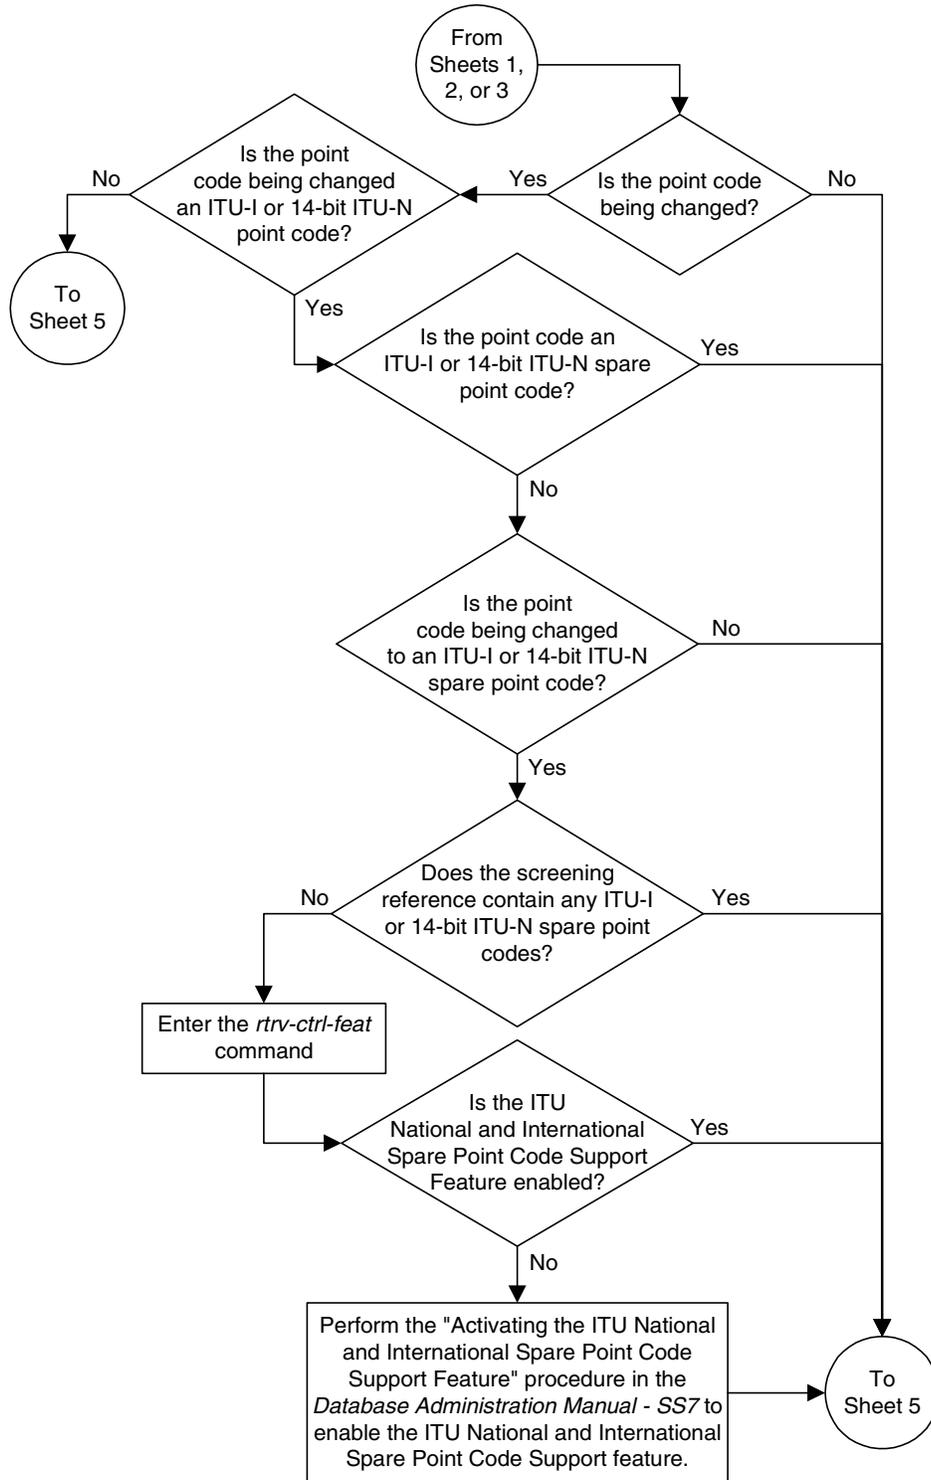 From
Sheets 1,
2, or 3
Is the point code
being changed?
Yes
No
Is the point
code being changed
an ITU-I or 14-bit ITU-N
point code?
No
To
Sheet 5
Yes
Is the point code an
ITU-I or 14-bit ITU-N spare
point code?
Yes
No
Is the point
code being changed
to an ITU-I or 14-bit ITU-N
spare point code?
No
Yes
Does the screening
reference contain any ITU-I
or 14-bit ITU-N spare point
codes?
No
Yes
Enter the rtrv-ctrl-feat
command
Is the ITU
National and International
Spare Point Code Support
Feature enabled?
Yes
No
Perform the "Activating the ITU National
and International Spare Point Code
Support Feature" procedure in the
Database Administration Manual - SS7 to
enable the ITU National and International
Spare Point Code Support feature.
To
Sheet 5